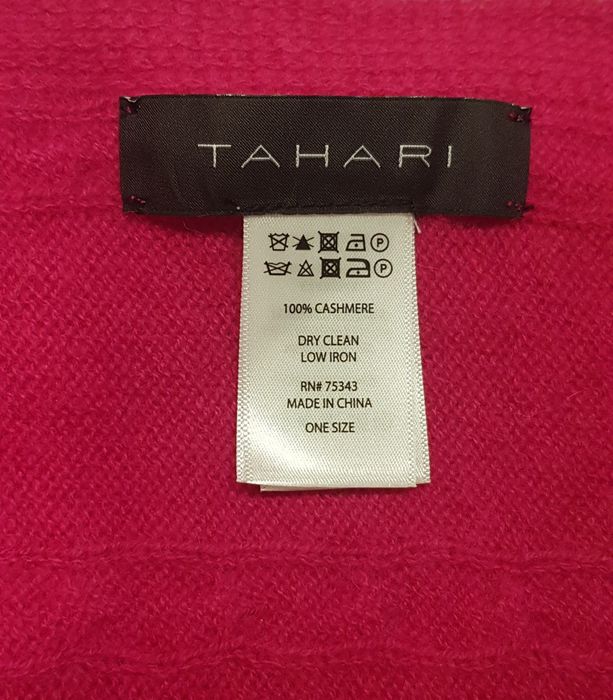 TAHARI
P
P
100% CASHMERE
DRY CLEAN
LOW IRON
RN# 75343
MADE IN CHINA
ONE SIZE